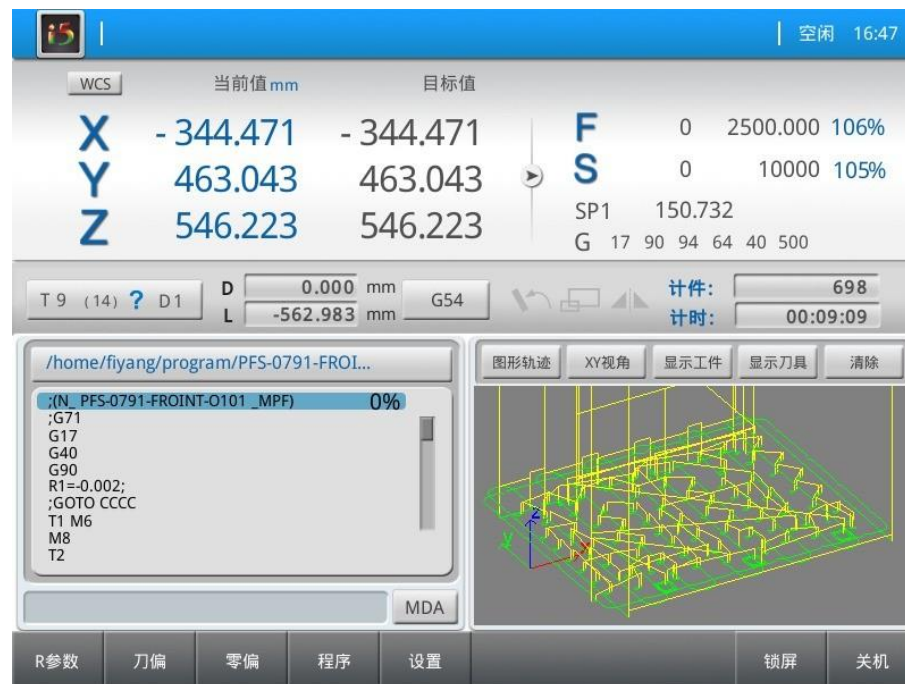 i5 空闲 16:47
WCS 当前值mm 目标值
X - 344.471 - 344.471
Y 463.043 463.043
Z 546.223 546.223
F 0 2500.000 106%
S 0 10000 105%
SP1 150.732
G 17 90 94 64 40 500
T 9 (14) ? D1
D 0.000 mm
L -562.983 mm
G54
计件: 698
计时: 00:09:09
/home/fiyang/program/PFS-0791-FROI...
;(N_ PFS-0791-FROINT-O101 _MPF) 0%
;G71
G17
G40
G90
R1=-0.002;
;GOTO CCCC
T1 M6
M8
T2
MDA
图形轨迹 XY视角 显示工件 显示刀具 清除
Z
X
Y
R参数 刀偏 零偏 程序 设置 锁屏 关机